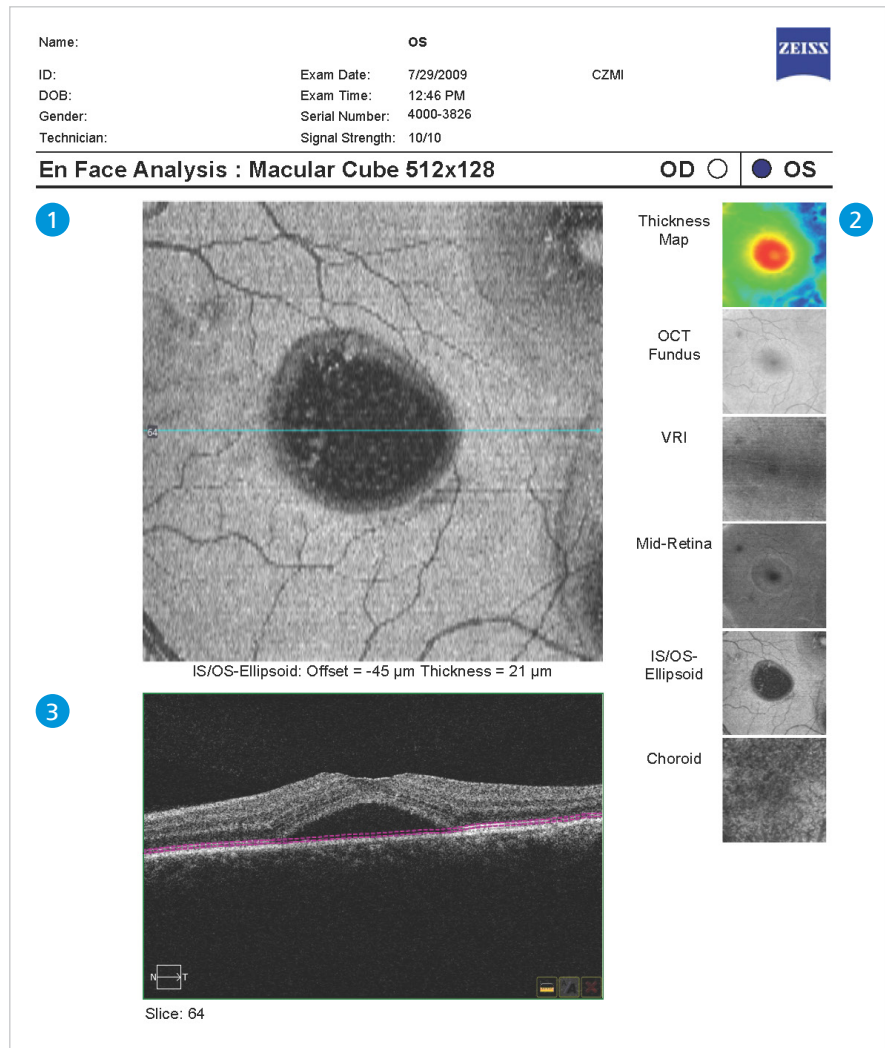 Name:
OS
ZEISS
ID:
Exam Date: 7/29/2009
CZMI
DOB:
Exam Time: 12:46 PM
Gender:
Serial Number: 4000-3826
Technician:
Signal Strength: 10/10
En Face Analysis : Macular Cube 512x128
OD
OS
1
64
IS/OS-Ellipsoid: Offset = -45 µm Thickness = 21 µm
2
Thickness
Map
OCT
Fundus
VRI
Mid-Retina
IS/OS-
Ellipsoid
Choroid
3
N T
Slice: 64